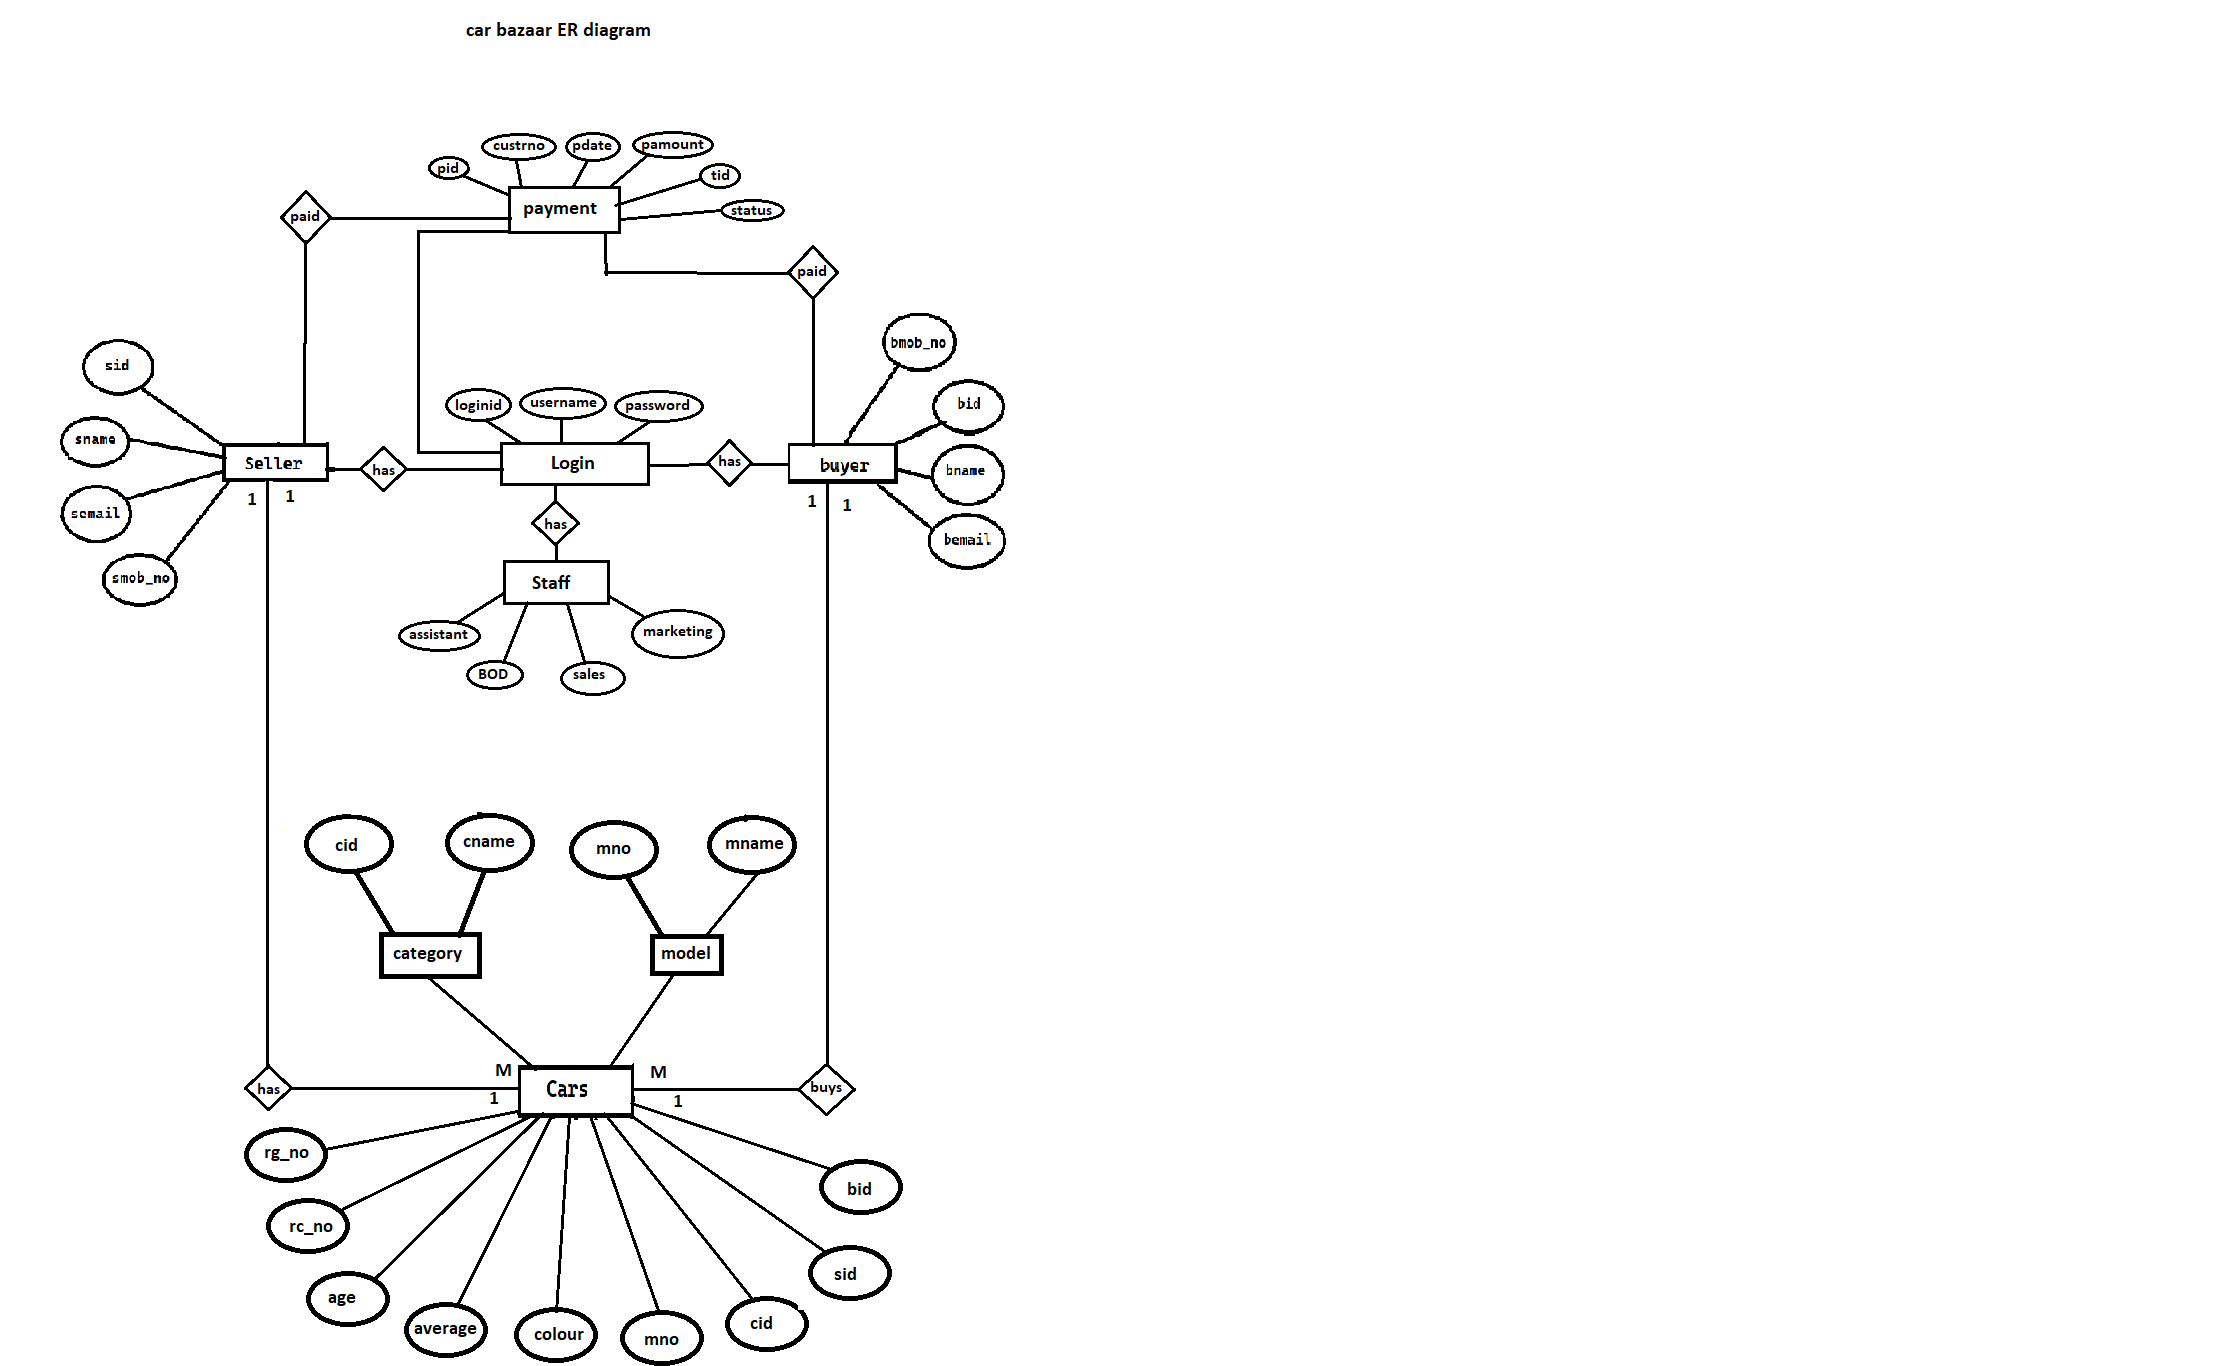 car bazaar ER diagram
custrno
pdate
pamount
pid
tid
payment
status
paid
paid
bmob_no
sid
bid
loginid
username
password
sname
Seller
has
Login
has
buyer
bname
1
1
1
1
semail
has
bemail
smob_no
Staff
assistant
marketing
BOD
sales
cid
cname
mno
mname
category
model
M
M
has
Cars
buys
1
1
rg_no
bid
rc_no
sid
age
average
colour
mno
cid